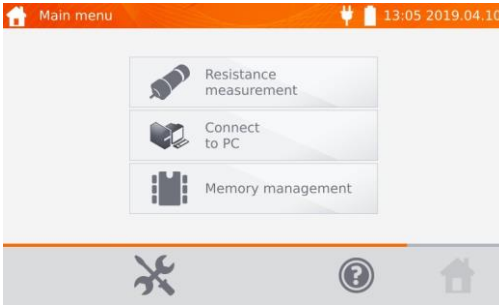 Main menu
13:05 2019.04.10
Resistance
measurement
Connect
to PC
Memory management
?